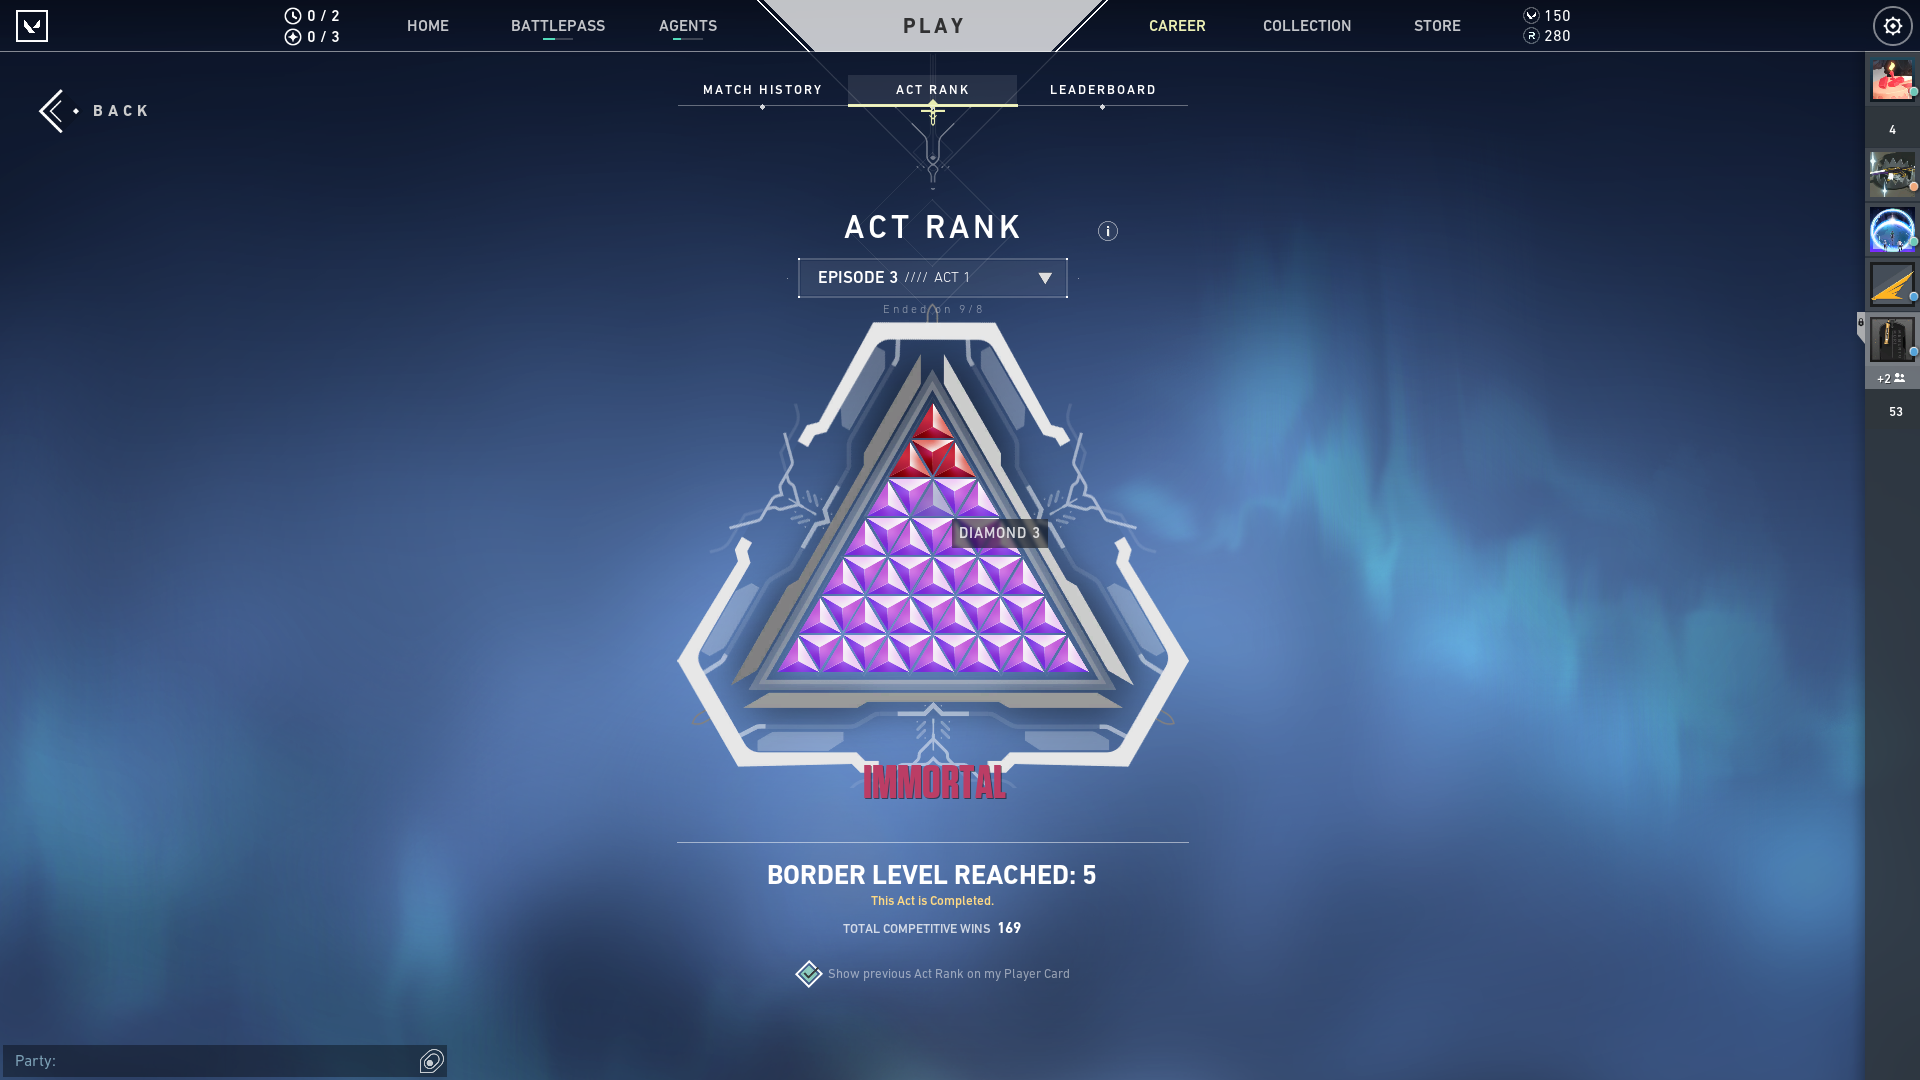 0 / 2
0 / 3
HOME
BATTLEPASS
AGENTS
PLAY
CAREER
COLLECTION
STORE
150
280
BACK
MATCH HISTORY
ACT RANK
LEADERBOARD
4
ACT RANK
EPISODE 3 //// ACT 1
Ended on 9/8
+2
53
DIAMOND 3
IMMORTAL
BORDER LEVEL REACHED: 5
This Act is Completed.
TOTAL COMPETITIVE WINS 169
Show previous Act Rank on my Player Card
Party: